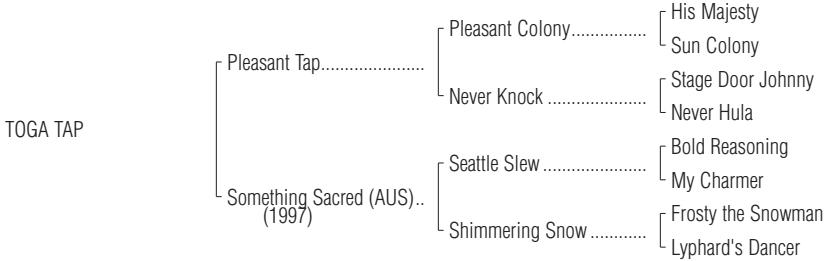 His Majesty
Pleasant Colony................
Sun Colony
Pleasant Tap......................
Stage Door Johnny
Never Knock .....................
Never Hula
TOGA TAP
Bold Reasoning
Seattle Slew ......................
My Charmer
Something Sacred (AUS)..
(1997)
Frosty the Snowman
Shimmering Snow ............
Lyphard's Dancer